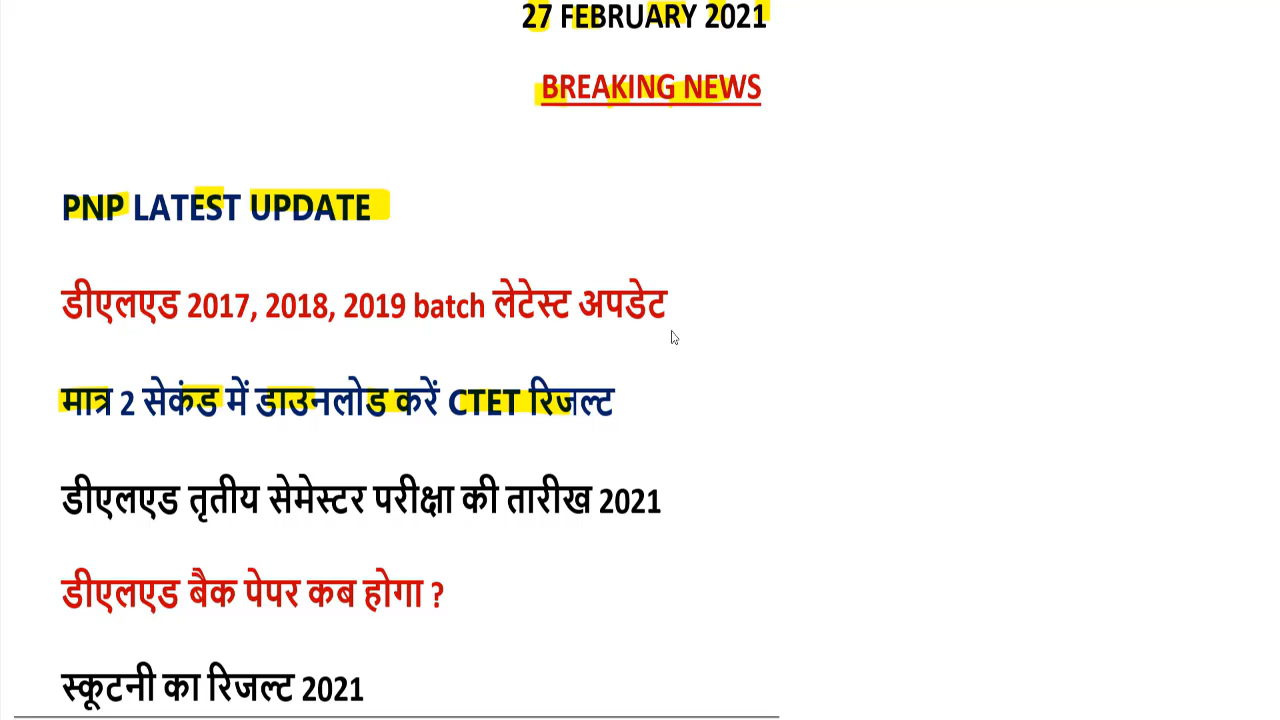 27 FEBRUARY 2021
BREAKING NEWS
PNP LATEST UPDATE
डीएलएड 2017, 2018, 2019 batch लेटेस्ट अपडेट
मात्र 2 सेकंड में डाउनलोड करें CTET रिजल्ट
डीएलएड तृतीय सेमेस्टर परीक्षा की तारीख 2021
डीएलएड बैक पेपर कब होगा ?
स्कूटनी का रिजल्ट 2021